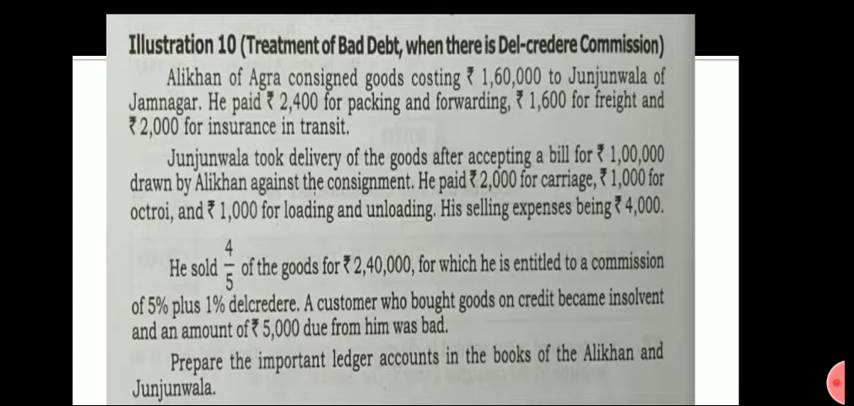 Illustration 10 (Treatment of Bad Debt, when there is Del-credere Commission)
Alikhan of Agra consigned goods costing ₹ 1,60,000 to Junjunwala of
Jamnagar. He paid ₹ 2,400 for packing and forwarding, ₹ 1,600 for freight and
₹ 2,000 for insurance in transit.
Junjunwala took delivery of the goods after accepting a bill for ₹ 1,00,000
drawn by Alikhan against the consignment. He paid ₹ 2,000 for carriage, ₹ 1,000 for
octroi, and ₹ 1,000 for loading and unloading. His selling expenses being ₹ 4,000.
He sold 4/5 of the goods for ₹ 2,40,000, for which he is entitled to a commission
of 5% plus 1% delcredere. A customer who bought goods on credit became insolvent
and an amount of ₹ 5,000 due from him was bad.
Prepare the important ledger accounts in the books of the Alikhan and
Junjunwala.